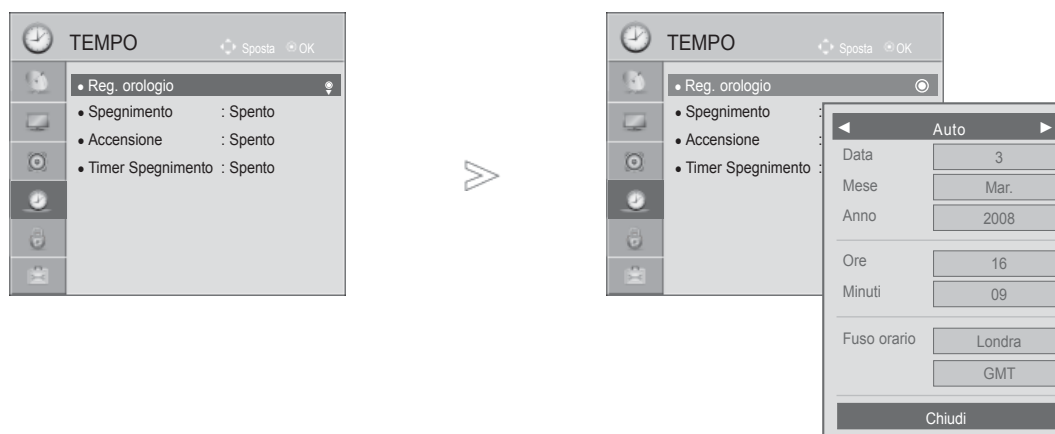 TEMPO Sposta OK
• Reg. orologio
• Spegnimento : Spento
• Accensione : Spento
• Timer Spegnimento : Spento
TEMPO Sposta OK
• Reg. orologio
• Spegnimento :
• Accensione :
• Timer Spegnimento :
◄ Auto ►
Data 3
Mese Mar.
Anno 2008
Ore 16
Minuti 09
Fuso orario Londra
GMT
Chiudi